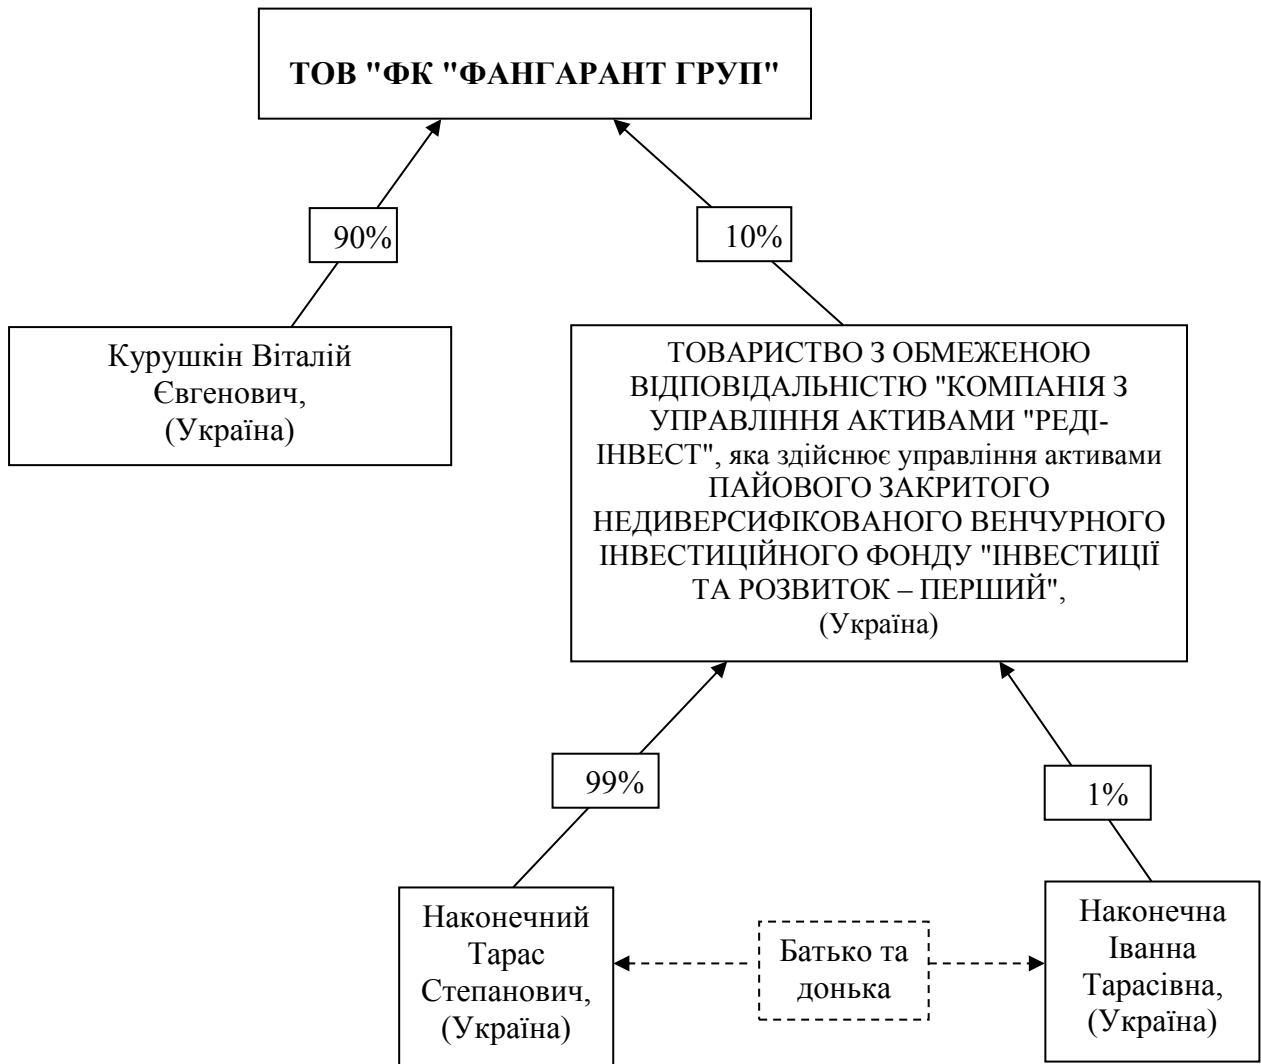 ТОВ "ФК "ФАНГАРАНТ ГРУП"
90%
10%
Курушкін Віталій
Євгенович,
(Україна)
ТОВАРИСТВО З ОБМЕЖЕНОЮ
ВІДПОВІДАЛЬНІСТЮ "КОМПАНІЯ З
УПРАВЛІННЯ АКТИВАМИ "РЕДІ-
ІНВЕСТ", яка здійснює управління активами
ПАЙОВОГО ЗАКРИТОГО
НЕДИВЕРСИФІКОВАНОГО ВЕНЧУРНОГО
ІНВЕСТИЦІЙНОГО ФОНДУ "ІНВЕСТИЦІЇ
ТА РОЗВИТОК – ПЕРШИЙ",
(Україна)
99%
1%
Наконечний
Тарас
Степанович,
(Україна)
Батько та
донька
Наконечна
Іванна
Тарасівна,
(Україна)